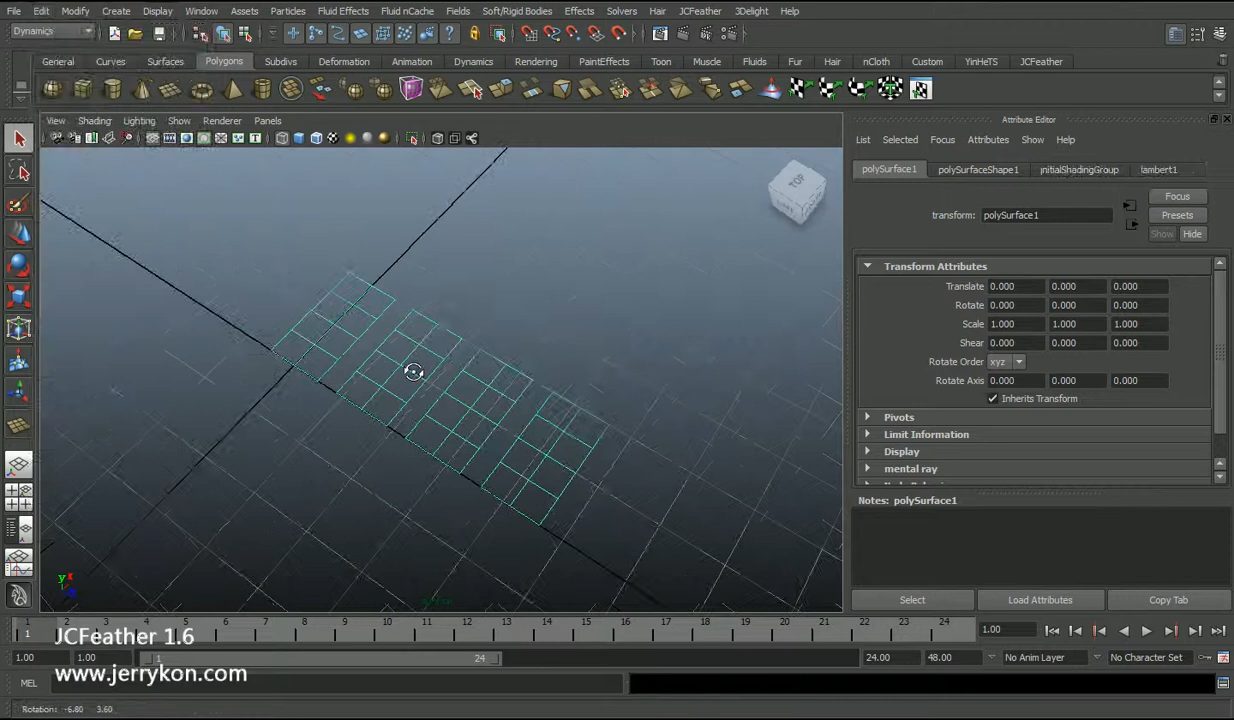 File Edit Modify Create Display Window Assets Particles Fluid Effects Fluid nCache Fields Soft/Rigid Bodies Effects Solvers Hair JCFeather 3Delight Help
Dynamics
General Curves Surfaces Polygons Subdivs Deformation Animation Dynamics Rendering PaintEffects Toon Muscle Fluids Fur Hair nCloth Custom YinHeTS JCFeather
View Shading Lighting Show Renderer Panels
TOP
Attribute Editor
List Selected Focus Attributes Show Help
polySurface1 polySurfaceShape1 initialShadingGroup lambert1
Focus
transform: polySurface1 Presets
Show Hide
Transform Attributes
Translate 0.000 0.000 0.000
Rotate 0.000 0.000 0.000
Scale 1.000 1.000 1.000
Shear 0.000 0.000 0.000
Rotate Order xyz
Rotate Axis 0.000 0.000 0.000
Inherits Transform
Pivots
Limit Information
Display
mental ray
Notes: polySurface1
Select Load Attributes Copy Tab
1 2 3 4 5 6 7 8 9 10 11 12 13 14 15 16 17 18 19 20 21 22 23 24
1 1.00
JCFeather 1.6
1.00 1.00 1 24 24.00 48.00 No Anim Layer No Character Set
www.jerrykon.com
MEL
Rotation: -6.80 3.60